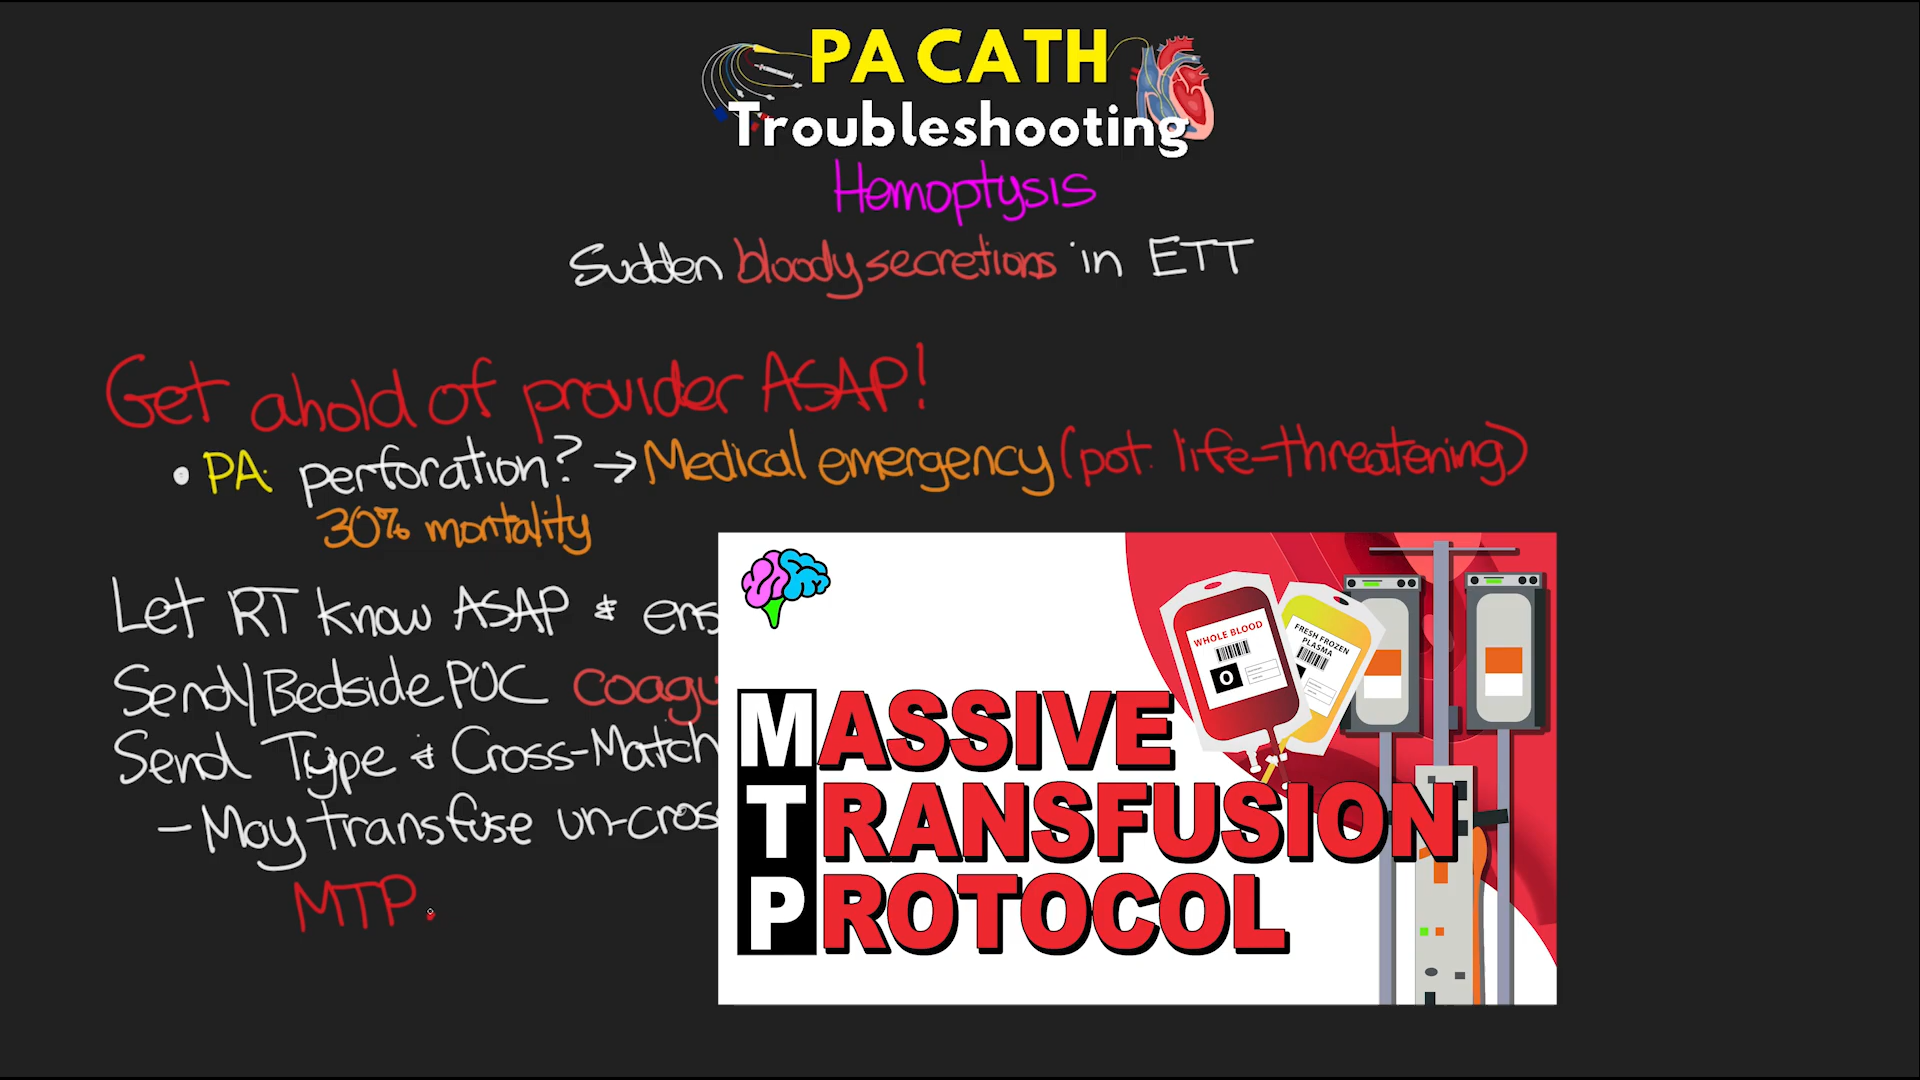 PA CATH
Troubleshooting
Hemoptysis
Sudden bloody secretions in ETT
Get ahold of provider ASAP!
• PA perforation? → Medical emergency (pot. life-threatening)
30% mortality
Let RT know ASAP & ens
Send/Bedside POC coagu
Send Type & Cross-Match
- May transfuse un-cros
MTP.
WHOLE BLOOD
O
FRESH FROZEN
PLASMA
MASSIVE
TRANSFUSION
PROTOCOL